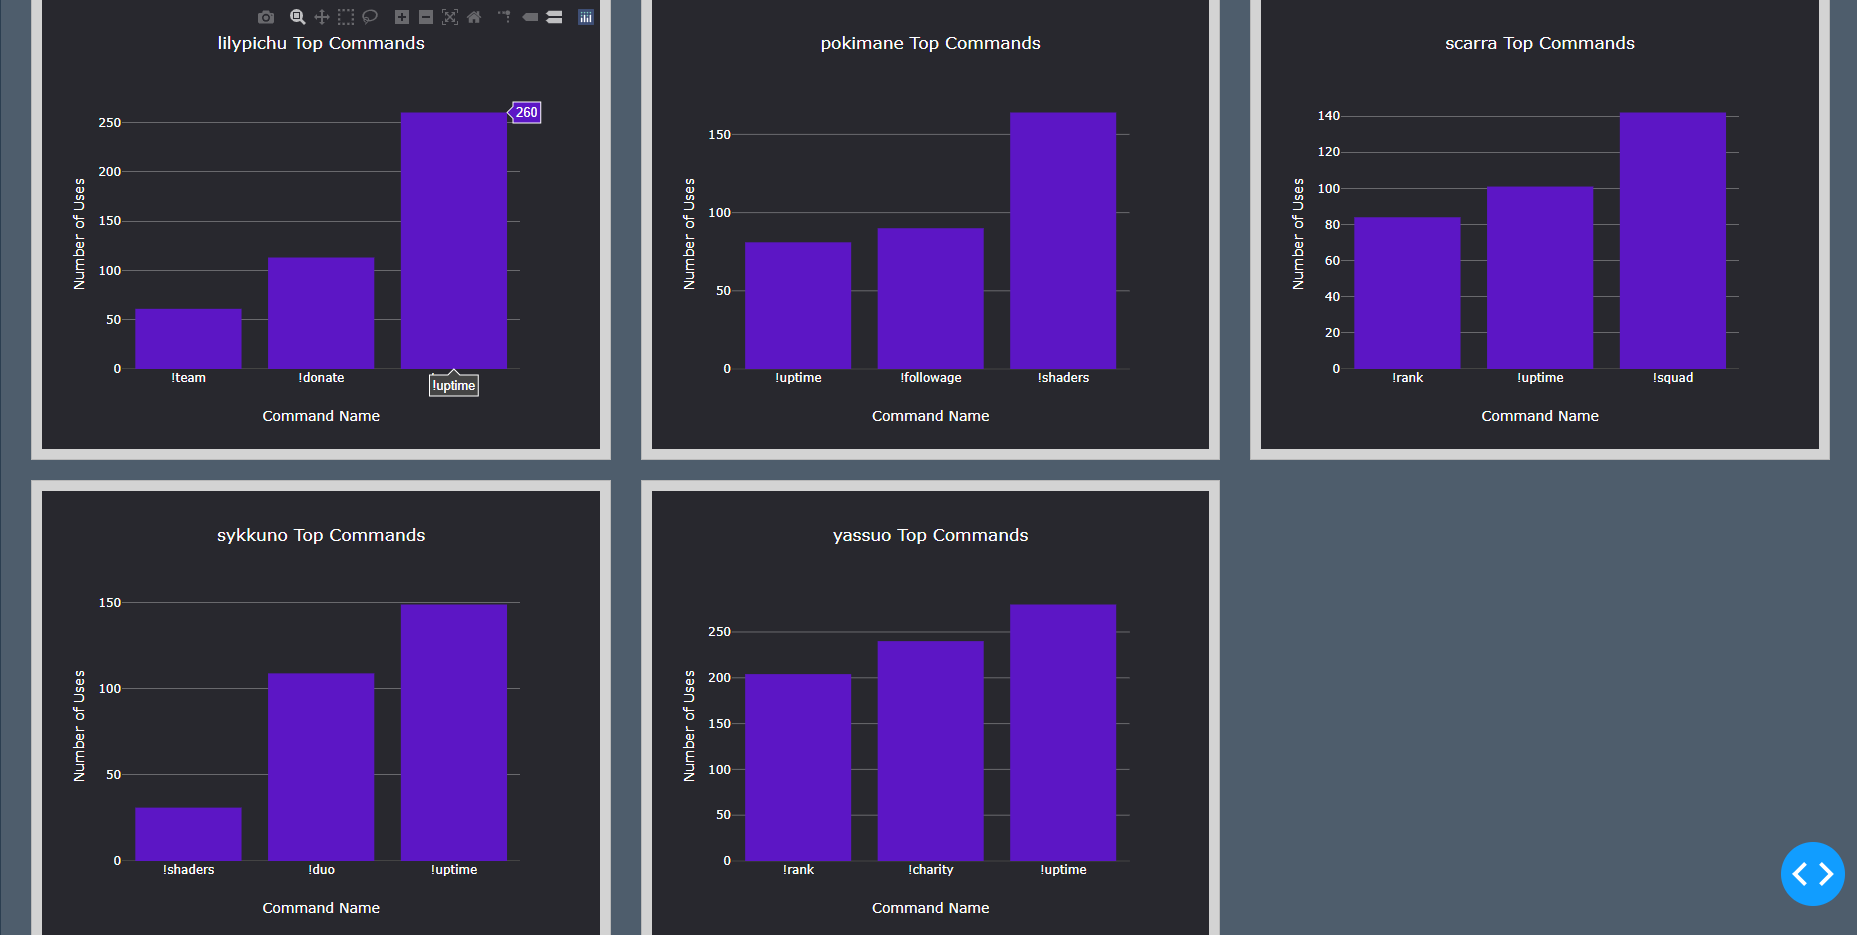 lilypichu Top Commands
260
250
200
150
100
50
0
Number of Uses
!team
!donate
!uptime
Command Name
pokimane Top Commands
150
100
50
0
Number of Uses
!uptime
!followage
!shaders
Command Name
scarra Top Commands
140
120
100
80
60
40
20
0
Number of Uses
!rank
!uptime
!squad
Command Name
sykkuno Top Commands
150
100
50
0
Number of Uses
!shaders
!duo
!uptime
Command Name
yassuo Top Commands
250
200
150
100
50
0
Number of Uses
!rank
!charity
!uptime
Command Name